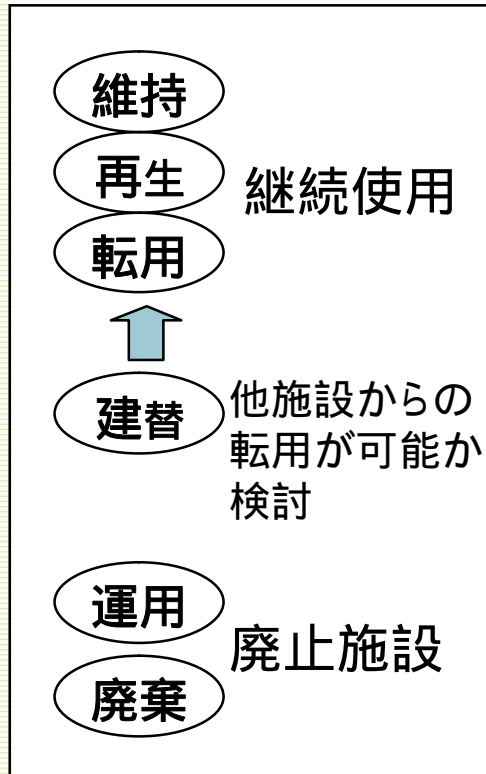 維持
再生
継続使用
転用
建替
他施設からの
転用が可能か
検討
運用
廃止施設
廃棄